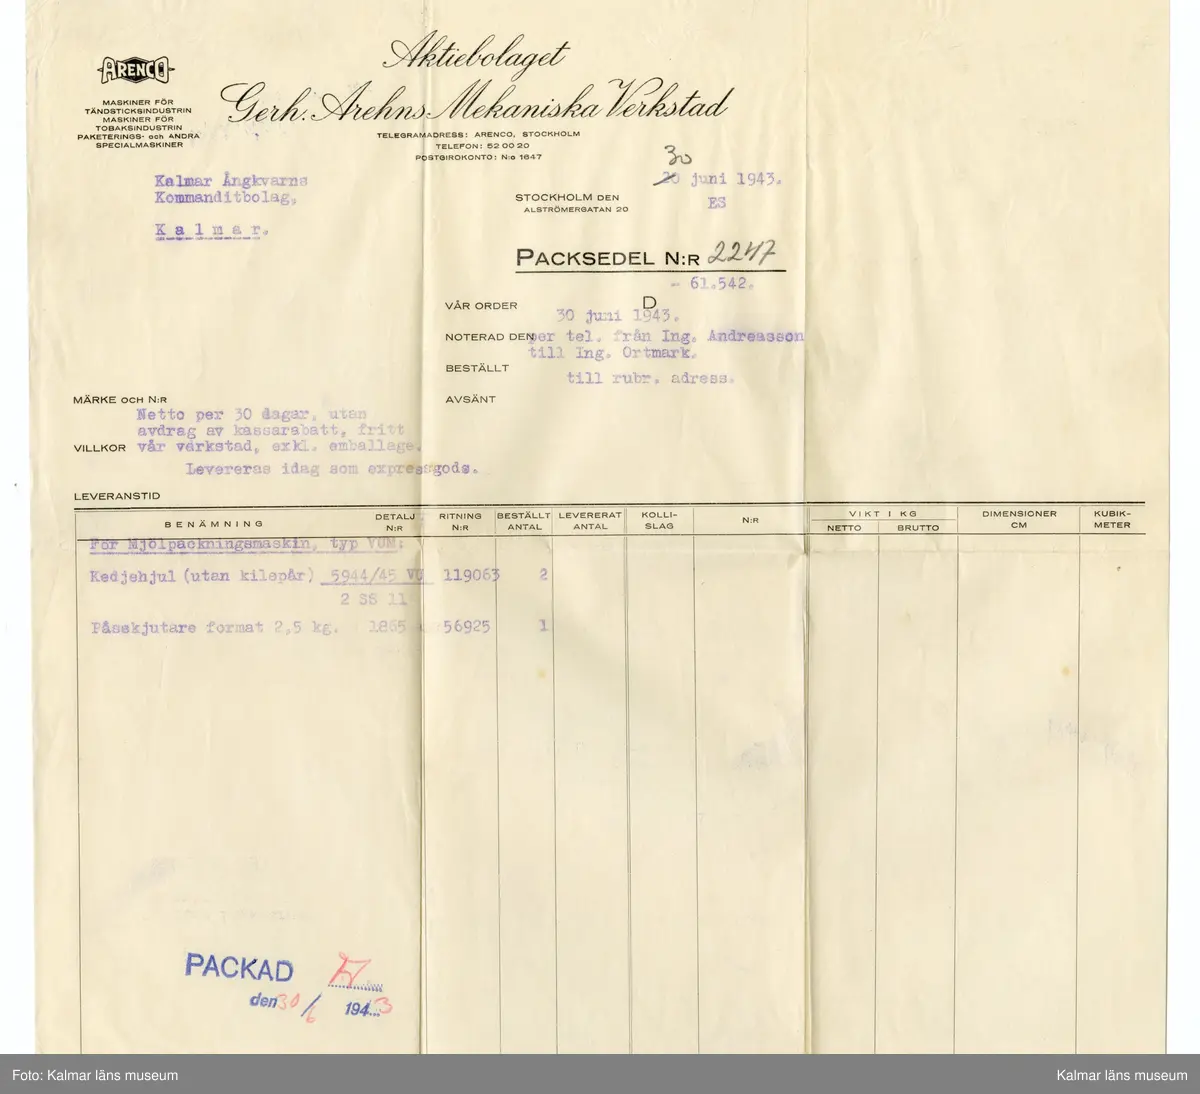 ARENCO
MASKINER FÖR
TÄNDSTICKSINDUSTRIN
MASKINER FÖR
TOBAKSINDUSTRIN
PAKETERINGS- och ANDRA
SPECIALMASKINER
Aktiebolaget
Gerh. Arehns Mekaniska Verkstad
TELEGRAMADRESS: ARENCO, STOCKHOLM
TELEFON: 52 00 20
POSTGIROKONTO: N:o 1647
Kalmar Ångkvarns
Kommanditbolag,
Kalmar.
30
20 juni 1943.
STOCKHOLM DEN
ALSTRÖMERGATAN 20
ES
PACKSEDEL N:R 2247
- 61.542.
VÅR ORDER D
30 juni 1943.
NOTERAD DEN per tel. från Ing. Andreasson
till Ing. Ortmark.
BESTÄLLT
till rubr. adress.
AVSÄNT
MÄRKE OCH N:R
Netto per 30 dagar, utan
avdrag av kassarabatt, fritt
VILLKOR vår verkstad, exkl. emballage.
Levereras idag som expressgods.
LEVERANSTID
BENÄMNING DETALJ N:R RITNING N:R BESTÄLLT ANTAL LEVERERAT ANTAL KOLLI-SLAG N:R VIKT I KG NETTO BRUTTO DIMENSIONER CM KUBIK-METER
För Mjölpackningsmaskin, typ VUM:
Kedjehjul (utan kilspår) 5944/45 VU 119063 2
2 SS 11
Påsskjutare format 2,5 kg. 1865 56925 1
PACKAD
den 30/6 1943
Foto: Kalmar läns museum
Kalmar läns museum